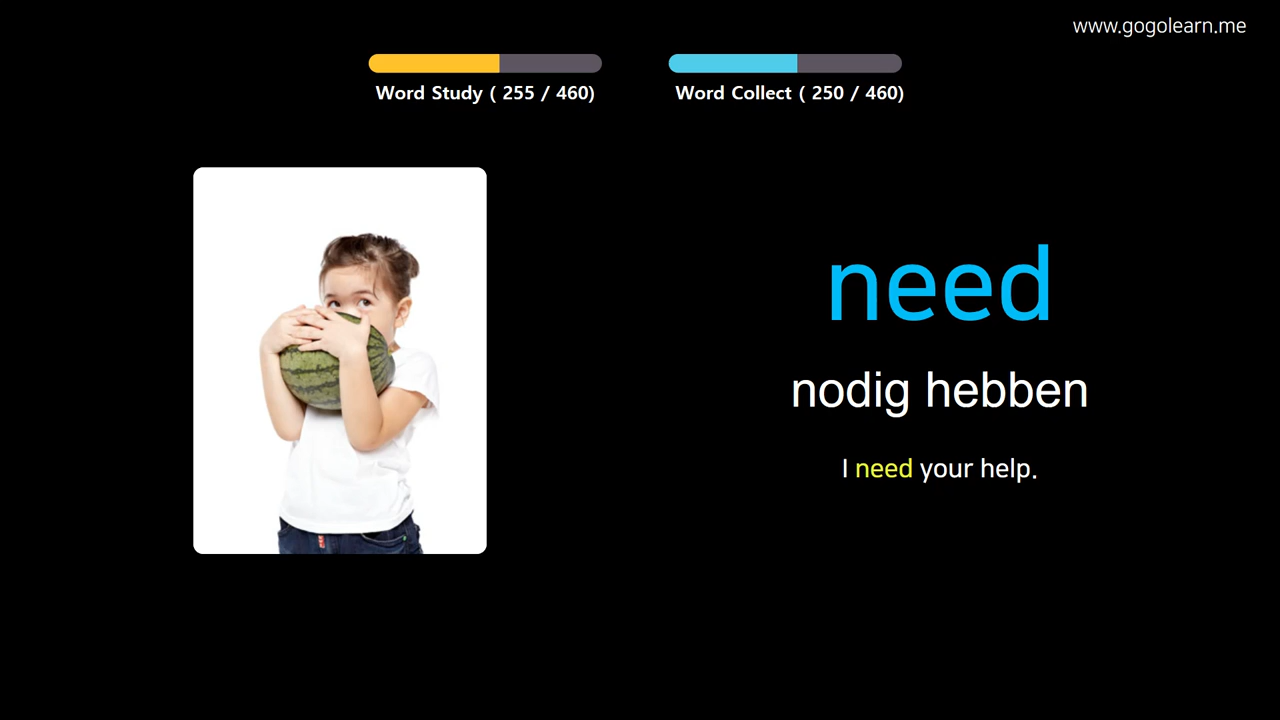 www.gogolearn.me
Word Study ( 255 / 460)
Word Collect ( 250 / 460)
need
nodig hebben
I need your help.